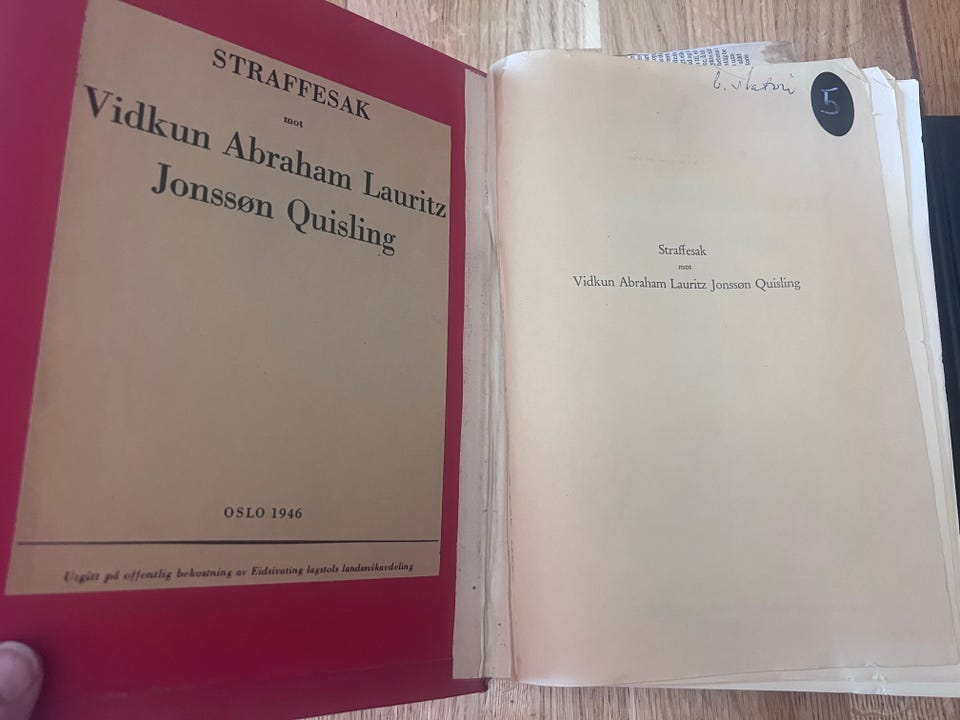 STRAFFESAK
mot
Vidkun Abraham Lauritz
Jonssøn Quisling
OSLO 1946
Utgitt på offentlig bekostning av Eidsivating lagstols landssvikavdeling
5
Straffesak
mot
Vidkun Abraham Lauritz Jonssøn Quisling